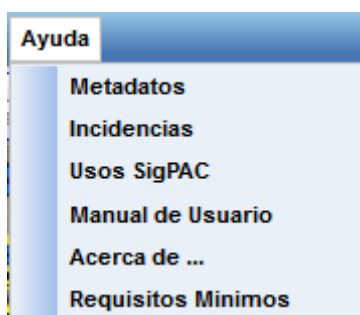 Ayuda
Metadatos
Incidencias
Usos SigPAC
Manual de Usuario
Acerca de ...
Requisitos Minimos